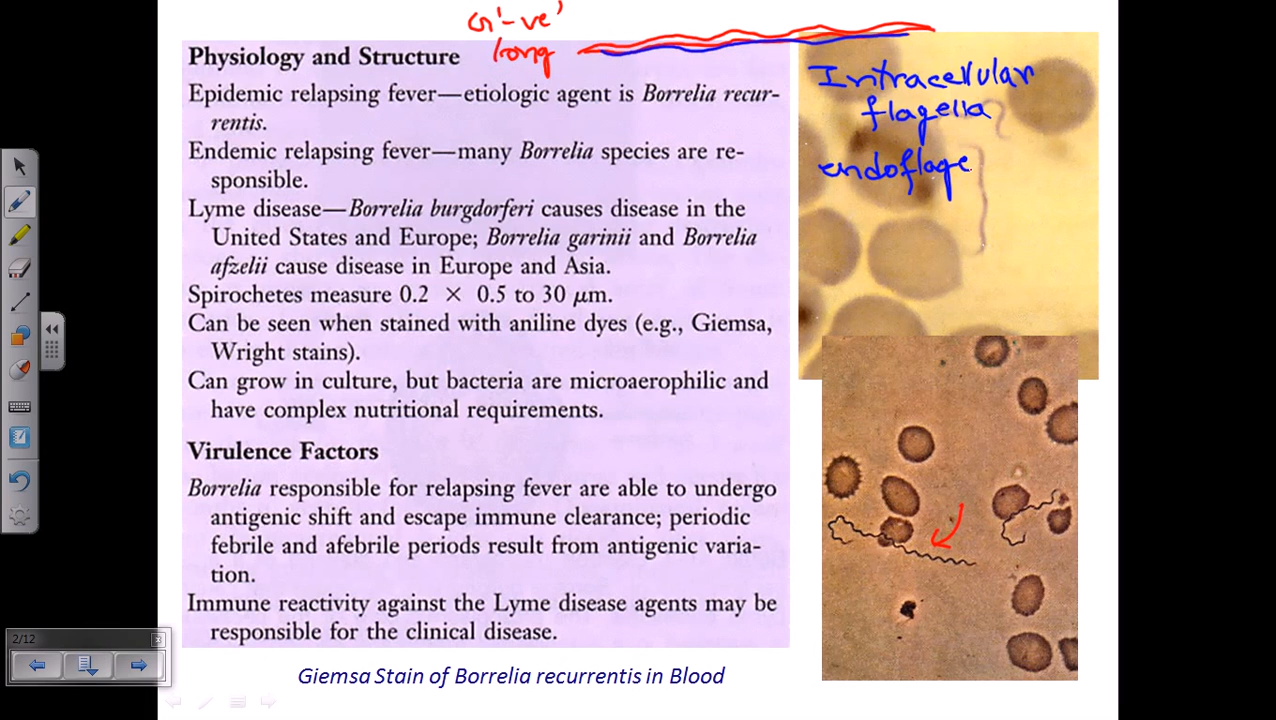 G'-ve'
long
Physiology and Structure
Epidemic relapsing fever—etiologic agent is Borrelia recur-
rentis.
Endemic relapsing fever—many Borrelia species are re-
sponsible.
Lyme disease—Borrelia burgdorferi causes disease in the
United States and Europe; Borrelia garinii and Borrelia
afzelii cause disease in Europe and Asia.
Spirochetes measure 0.2 × 0.5 to 30 μm.
Can be seen when stained with aniline dyes (e.g., Giemsa,
Wright stains).
Can grow in culture, but bacteria are microaerophilic and
have complex nutritional requirements.
Virulence Factors
Borrelia responsible for relapsing fever are able to undergo
antigenic shift and escape immune clearance; periodic
febrile and afebrile periods result from antigenic varia-
tion.
Immune reactivity against the Lyme disease agents may be
responsible for the clinical disease.
Intracellular
flagella
endoflage
Giemsa Stain of Borrelia recurrentis in Blood
2/12